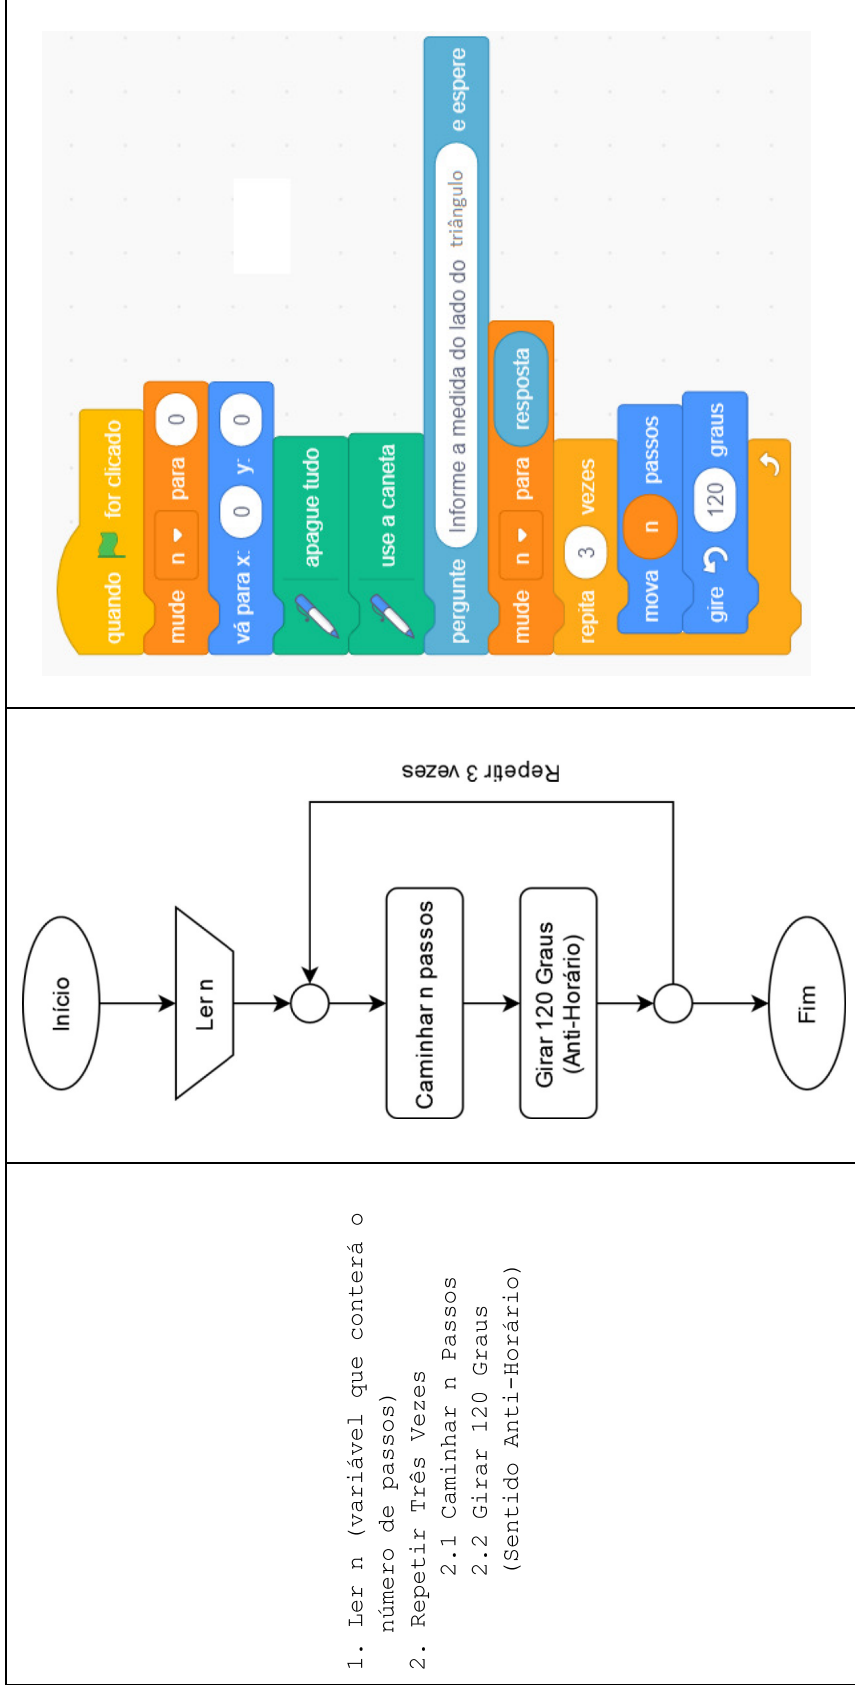 1. Ler n (variável que conterá o
número de passos)
2. Repetir Três Vezes
2.1 Caminhar n Passos
2.2 Girar 120 Graus
(Sentido Anti-Horário)
Início
Ler n
Caminhar n passos
Girar 120 Graus
(Anti-Horário)
Repetir 3 vezes
Fim
quando for clicado
mude n para 0
vá para x: 0 y: 0
apague tudo
use a caneta
pergunte Informe a medida do lado do triângulo e espere
mude n para resposta
repita 3 vezes
mova n passos
gire 120 graus